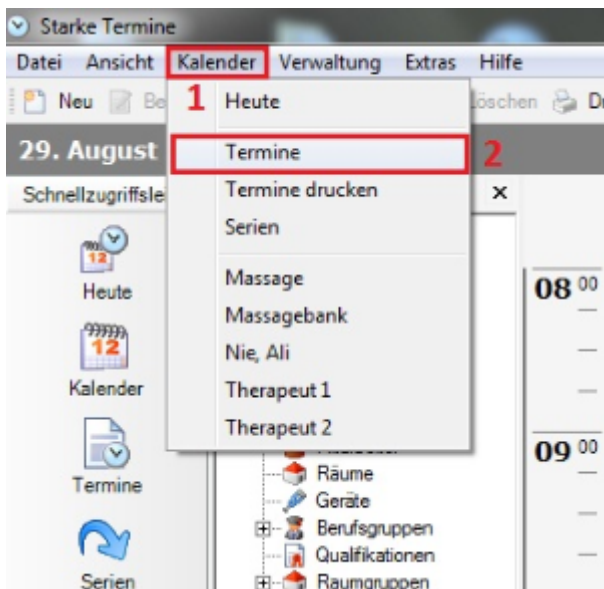 Starke Termine
Datei Ansicht Kalender Verwaltung Extras Hilfe
Neu Be 1 Heute Löschen
29. August
Termine 2
Schnellzugriffsle
Termine drucken
Serien
Heute
Massage
Massagebank
Nie, Ali
Therapeut 1
Therapeut 2
08 00
Kalender
09 00
Räume
Termine
Geräte
Berufsgruppen
Qualifikationen
Serien
Raumgruppen